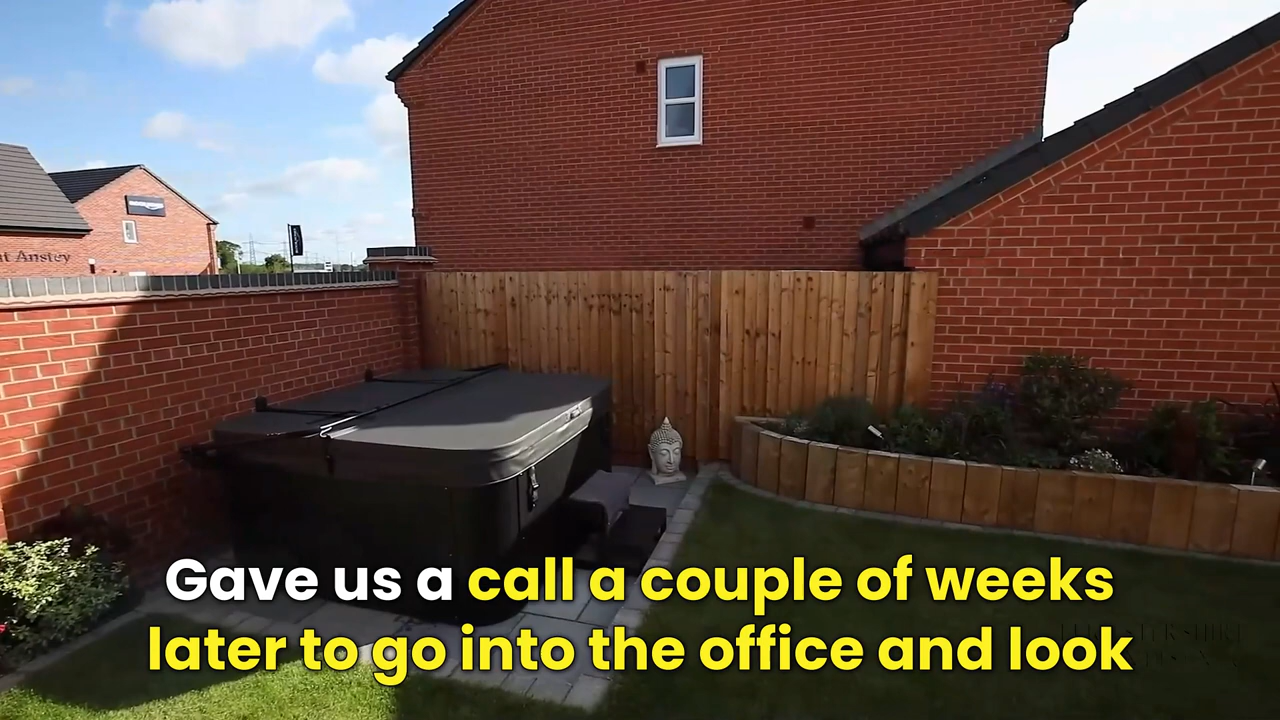 at Anstey
Gave us a call a couple of weeks
later to go into the office and look